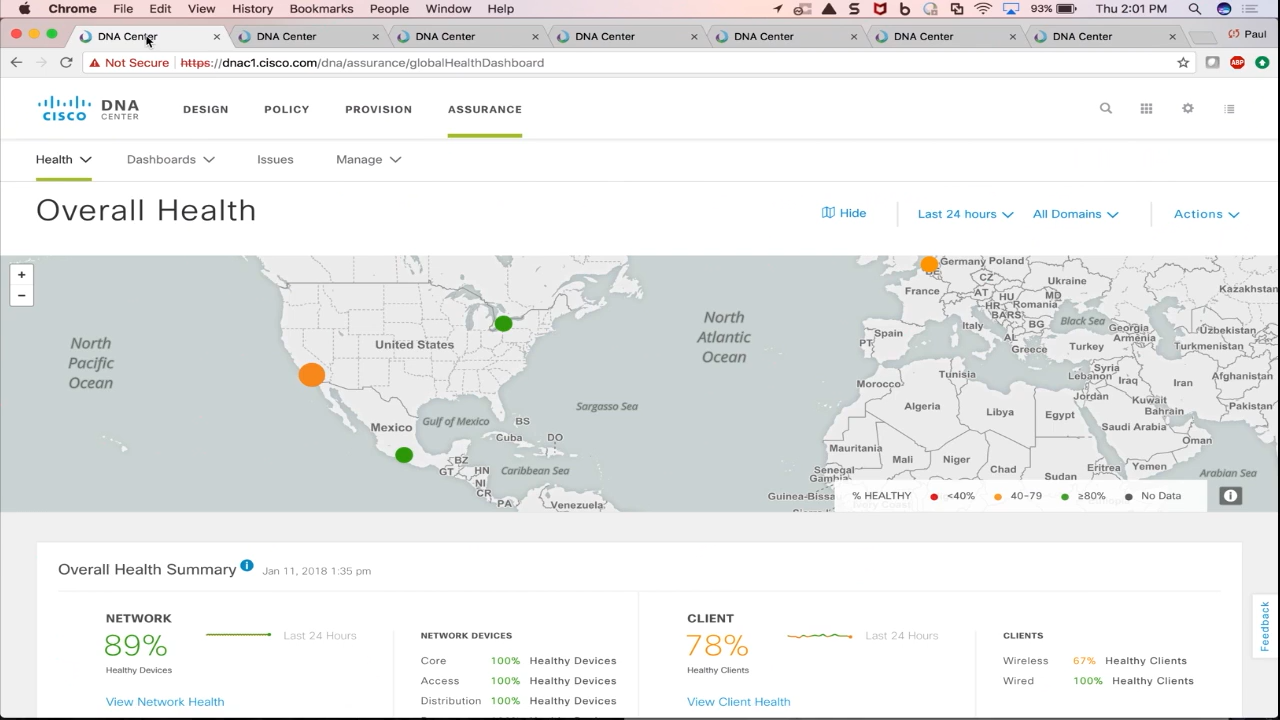 Chrome File Edit View History Bookmarks People Window Help 93% Thu 2:01 PM
DNA Center DNA Center DNA Center DNA Center DNA Center DNA Center DNA Center Paul
Not Secure https://dnac1.cisco.com/dna/assurance/globalHealthDashboard ABP
CISCO DNA CENTER DESIGN POLICY PROVISION ASSURANCE
Health Dashboards Issues Manage
Overall Health
Hide Last 24 hours All Domains Actions
+
−
North Pacific Ocean
United States
Mexico
Gulf of Mexico
BS
Cuba
DO
BZ
GT
HN
NI
CR
PA
Caribbean Sea
Venezuela
Sargasso Sea
North Atlantic Ocean
Germany Poland
DE
CZ
Ukraine
Kazakhstan
France
AT
HU
MD
Romania
HR
BARS
BG
Black Sea
Georgia
Armenia
Uzbekistan
Turkmenistan
Spain
PT
Italy
AL
Greece
Turkey
Syria
Lebanon
Iraq
Iran
Afghanistan
Morocco
Tunisia
Jordan
Kuwait
Bahrain
Pakistan
Algeria
Libya
Egypt
Saudi Arabia
Oman
Mauritania
Mali
Niger
Chad
Sudan
Eritrea
Yemen
Arabian Sea
Senegal
Gambia
Guinea-Bissa
% HEALTHY <40% 40-79 ≥80% No Data
Overall Health Summary Jan 11, 2018 1:35 pm
NETWORK
89%
Healthy Devices
Last 24 Hours
View Network Health
NETWORK DEVICES
Core 100% Healthy Devices
Access 100% Healthy Devices
Distribution 100% Healthy Devices
CLIENT
78%
Healthy Clients
Last 24 Hours
View Client Health
CLIENTS
Wireless 67% Healthy Clients
Wired 100% Healthy Clients
Feedback